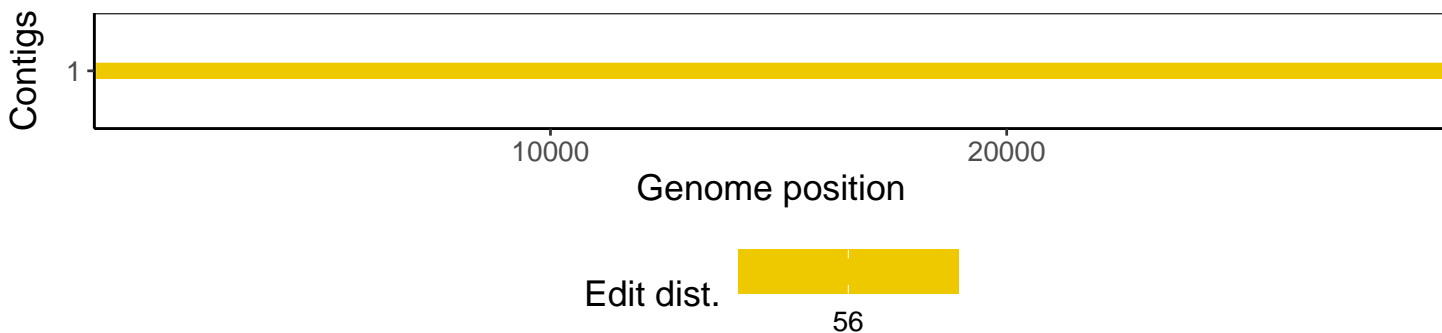 Contigs
1
10000 20000
Genome position
Edit dist.
56